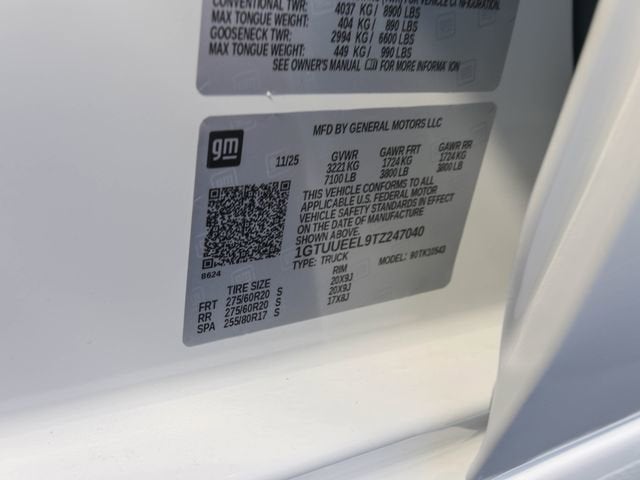 CONVENTIONAL TWR: 4037 KG / 8900 LBS
MAX TONGUE WEIGHT: 404 KG / 890 LBS
GOOSENECK TWR: 2994 KG / 6600 LBS
MAX TONGUE WEIGHT: 449 KG / 990 LBS
SEE OWNER'S MANUAL FOR MORE INFORMATION
MFD BY GENERAL MOTORS LLC
gm
11/25 GVWR GAWR FRT GAWR RR
3221 KG 1724 KG 1724 KG
7100 LB 3800 LB 3800 LB
THIS VEHICLE CONFORMS TO ALL
APPLICABLE U.S. FEDERAL MOTOR
VEHICLE SAFETY STANDARDS IN EFFECT
ON THE DATE OF MANUFACTURE
SHOWN ABOVE.
1GTUUEEL9TZ247040
TYPE: TRUCK MODEL: 90TK10543
8624
TIRE SIZE RIM
FRT 275/60R20 S 20X9J
RR 275/60R20 S 20X9J
SPA 255/80R17 S 17X8J